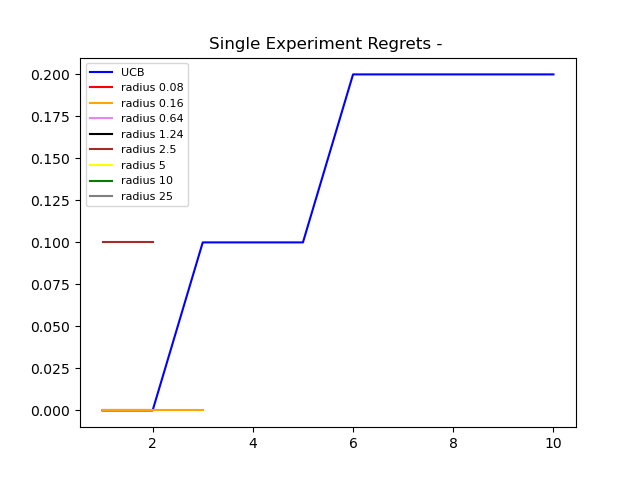 Single Experiment Regrets -
UCB
radius 0.08
radius 0.16
radius 0.64
radius 1.24
radius 2.5
radius 5
radius 10
radius 25
0.200
0.175
0.150
0.125
0.100
0.075
0.050
0.025
0.000
2 4 6 8 10